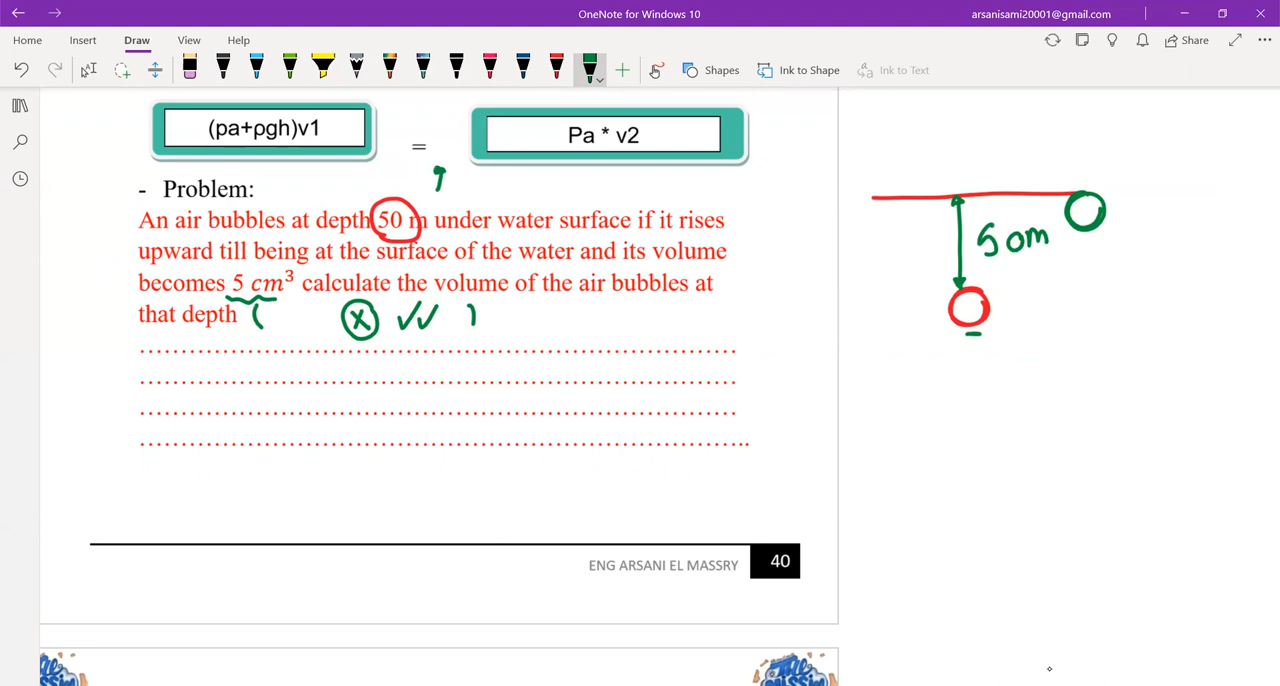 OneNote for Windows 10
arsanisami20001@gmail.com
Home Insert Draw View Help
Share
Shapes Ink to Shape Ink to Text
(pa+ρgh)v1 = Pa * v2
- Problem:
An air bubbles at depth 50 m under water surface if it rises
upward till being at the surface of the water and its volume
becomes 5 cm³ calculate the volume of the air bubbles at
that depth ( X ✓✓ )
50m
ENG ARSANI EL MASSRY 40